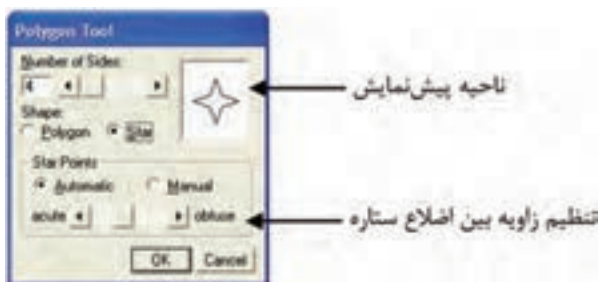 Polygon Tool
Number of Sides:
4
Shape:
Polygon Star
Star Points
Automatic Manual
acute obtuse
OK Cancel
ناحیه پیش‌نمایش
تنظیم زاویه بین اضلاع ستاره